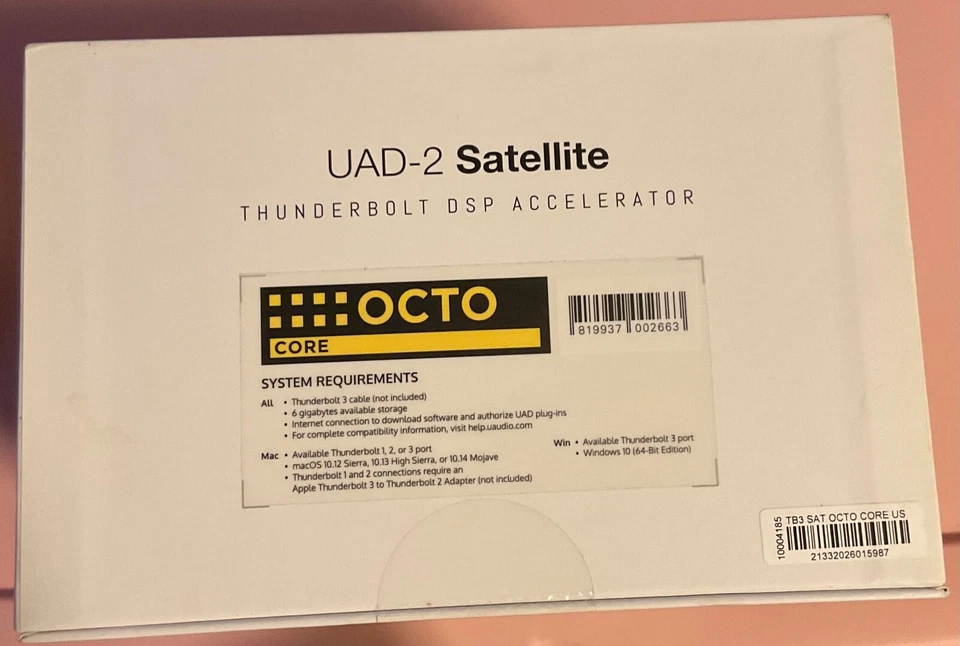 UAD-2 Satellite
THUNDERBOLT DSP ACCELERATOR
OCTO
CORE
819937 002663
SYSTEM REQUIREMENTS
All • Thunderbolt 3 cable (not included)
• 6 gigabytes available storage
• Internet connection to download software and authorize UAD plug-ins
• For complete compatibility information, visit help.uaudio.com
Mac • Available Thunderbolt 1, 2, or 3 port
• macOS 10.12 Sierra, 10.13 High Sierra, or 10.14 Mojave
• Thunderbolt 1 and 2 connections require an
Apple Thunderbolt 3 to Thunderbolt 2 Adapter (not included)
Win • Available Thunderbolt 3 port
• Windows 10 (64-Bit Edition)
10004185
TB3 SAT OCTO CORE US
21332026015987